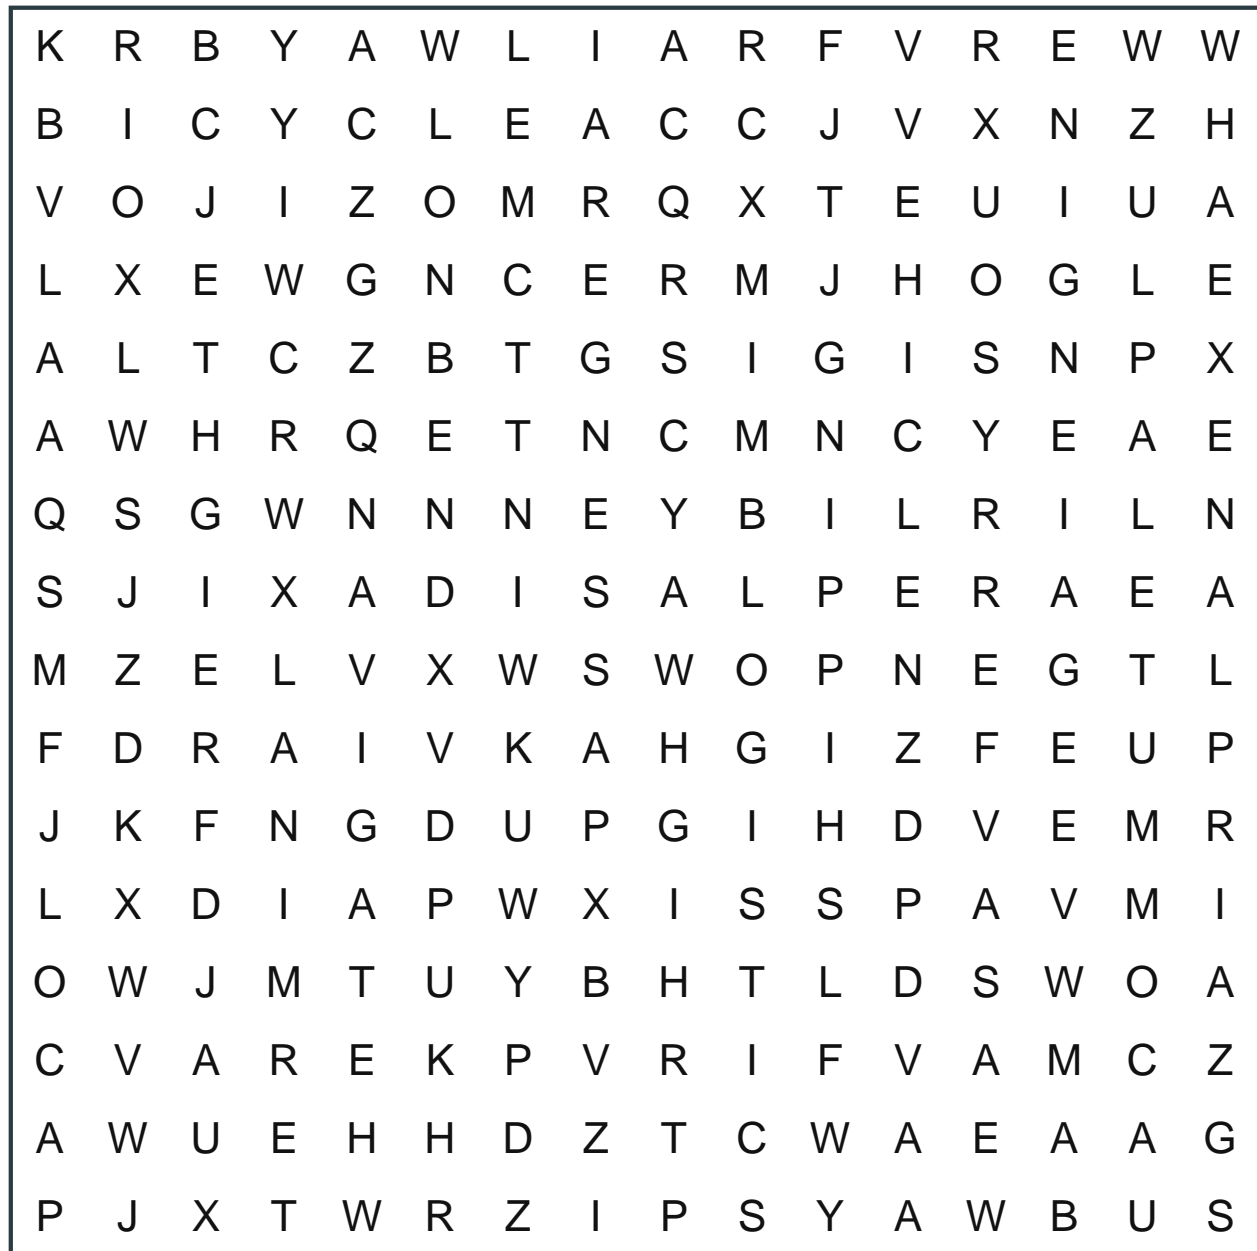 K R B Y A W L I A R F V R E W W
B I C Y C L E A C C J V X N Z H
V O J I Z O M R Q X T E U I U A
L X E W G N C E R M J H O G L E
A L T C Z B T G S I G I S N P X
A W H R Q E T N C M N C Y E A E
Q S G W N N N E Y B I L R I L N
S J I X A D I S A L P E R A E A
M Z E L V X W S W O P N E G T L
F D R A I V K A H G I Z F E U P
J K F N G D U P G I H D V E M R
L X D I A P W X I S S P A V M I
O W J M T U Y B H T L D S W O A
C V A R E K P V R I F V A M C Z
A W U E H H D Z T C W A E A A G
P J X T W R Z I P S Y A W B U S